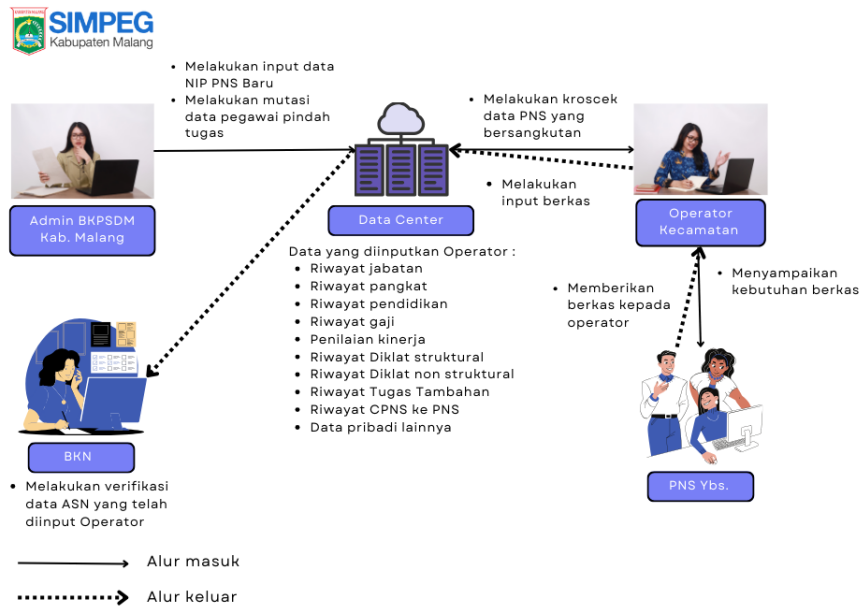 SIMPEG
Kabupaten Malang
• Melakukan input data
NIP PNS Baru
• Melakukan mutasi
data pegawai pindah
tugas
• Melakukan kroscek
data PNS yang
bersangkutan
• Melakukan
input berkas
Admin BKPSDM
Kab. Malang
Data Center
Operator
Kecamatan
Data yang diinputkan Operator :
• Riwayat jabatan
• Riwayat pangkat
• Riwayat pendidikan
• Riwayat gaji
• Penilaian kinerja
• Riwayat Diklat struktural
• Riwayat Diklat non struktural
• Riwayat Tugas Tambahan
• Riwayat CPNS ke PNS
• Data pribadi lainnya
• Memberikan
berkas kepada
operator
• Menyampaikan
kebutuhan berkas
BKN
• Melakukan verifikasi
data ASN yang telah
diinput Operator
PNS Ybs.
Alur masuk
Alur keluar